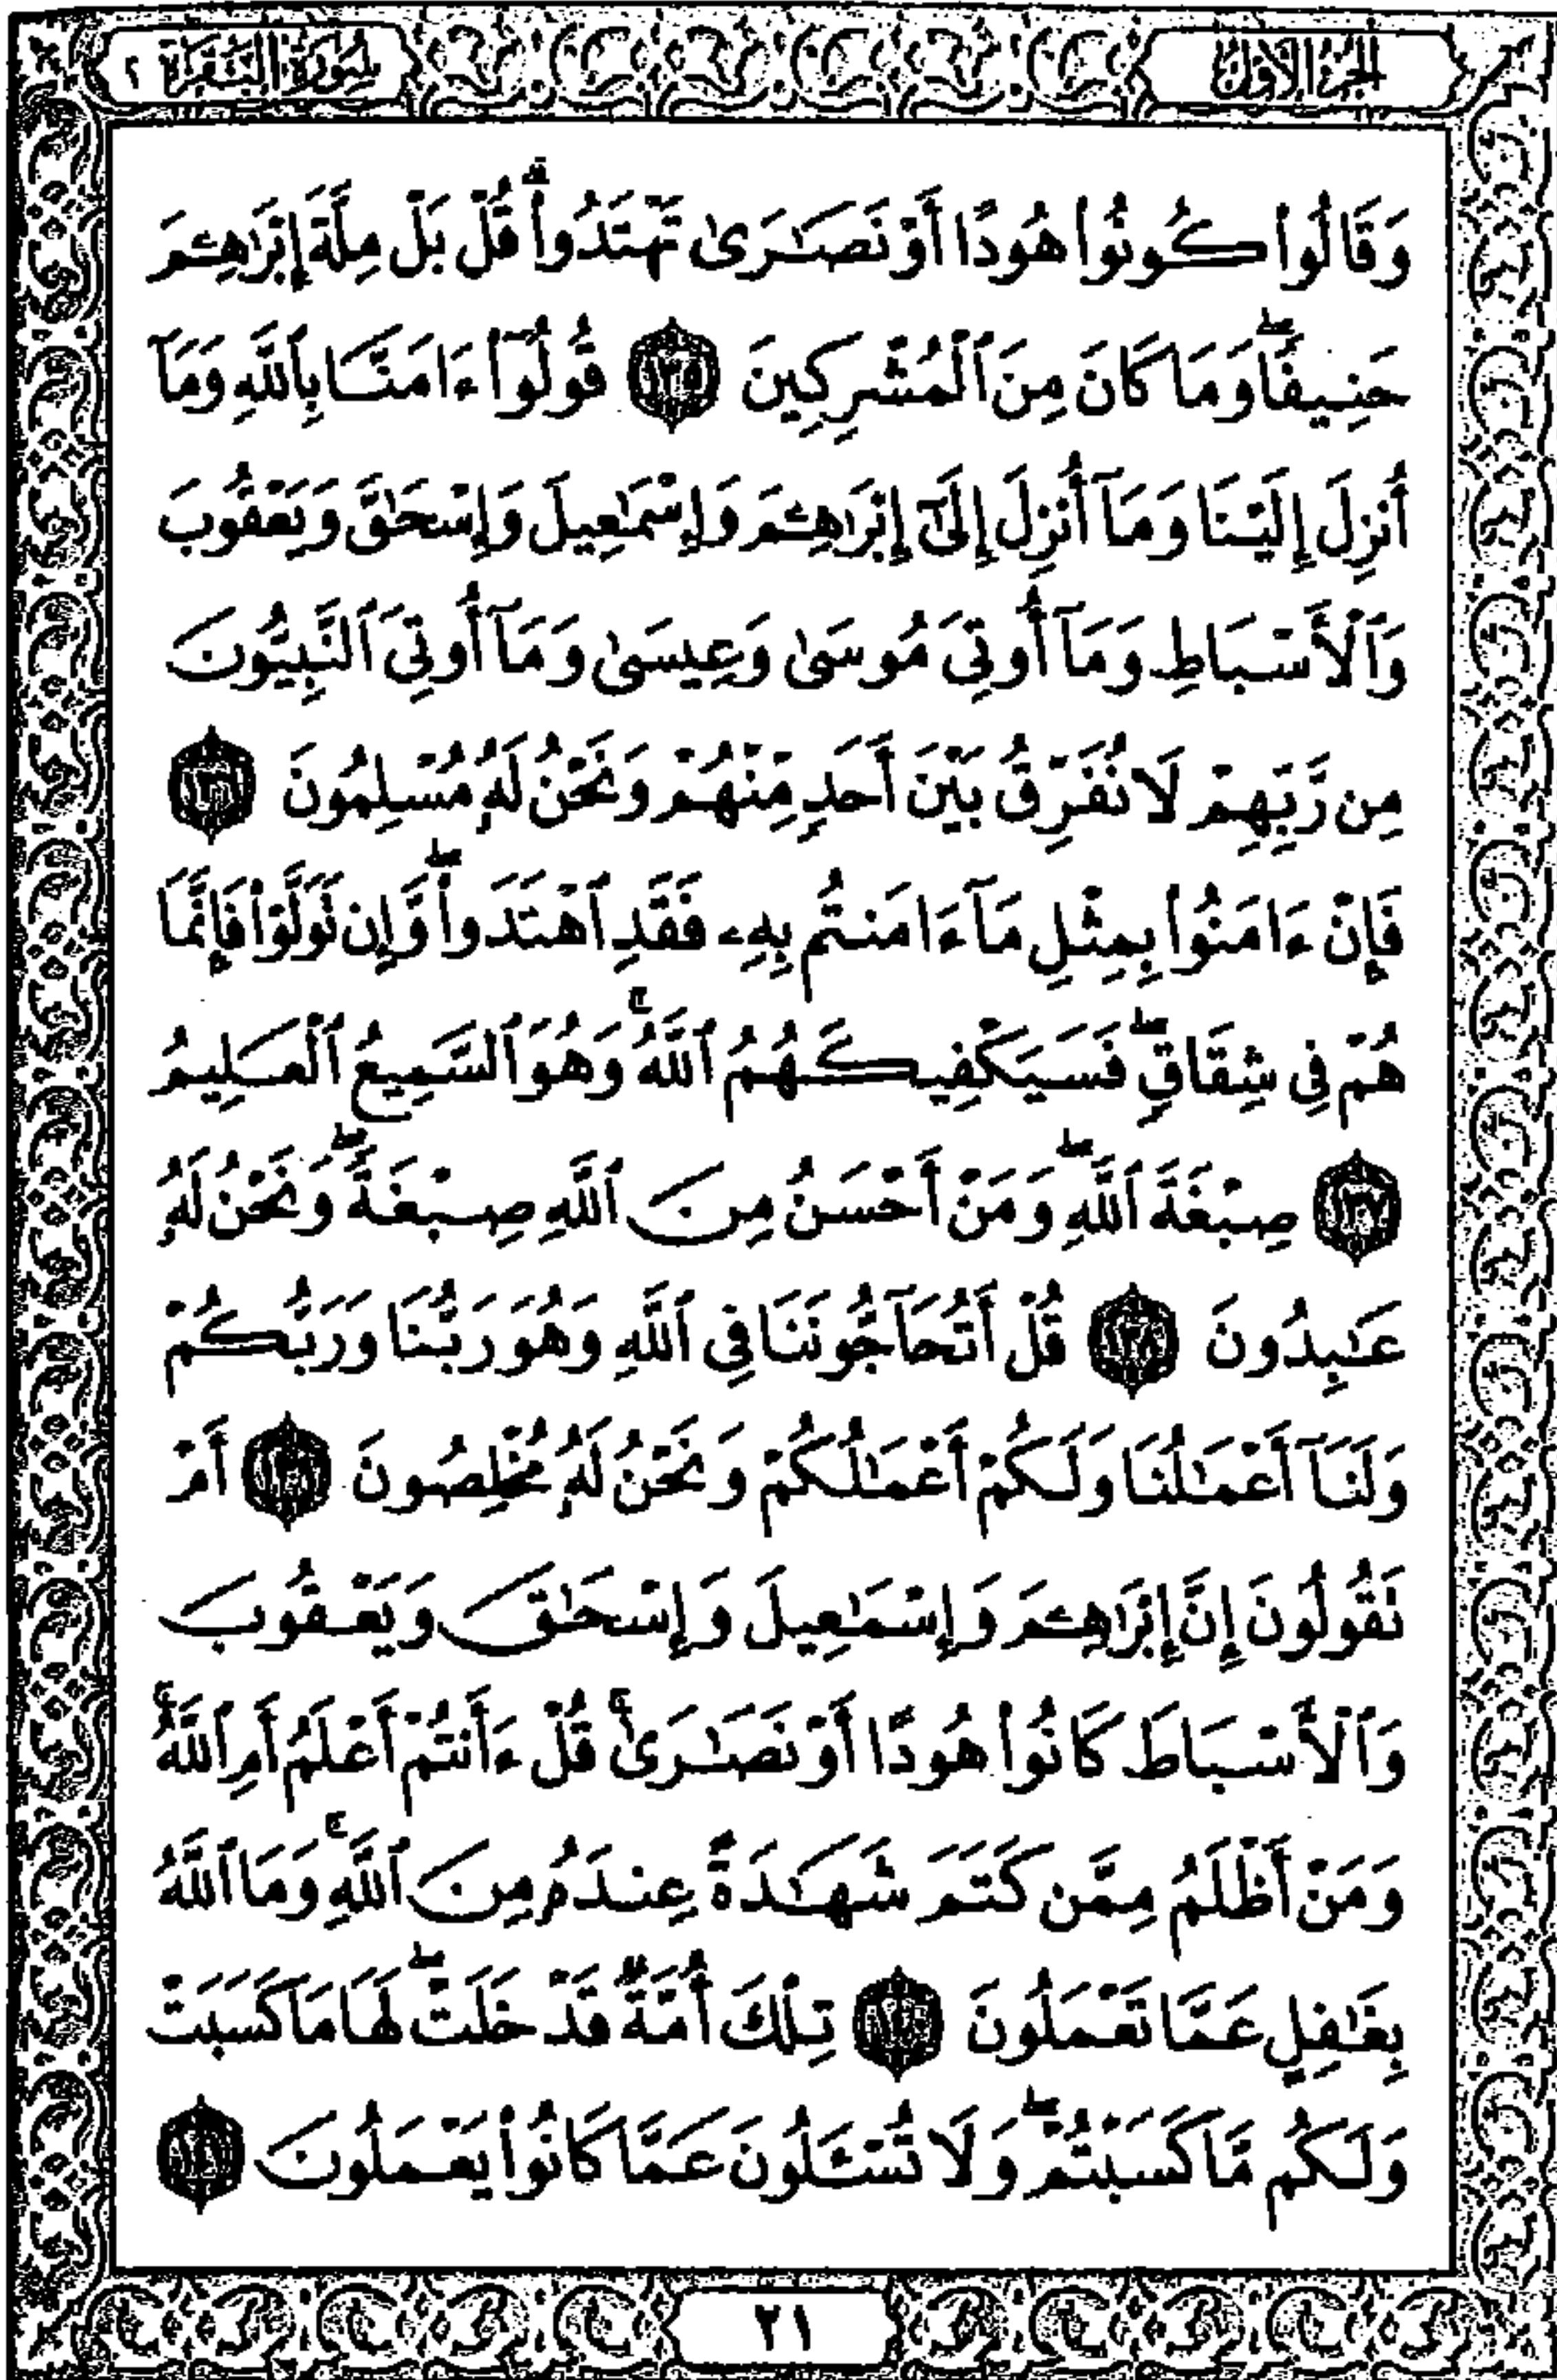 الجزء الأول
سورة البقرة ٢
وَقَالُوا۟ كُونُوا۟ هُودًا أَوْ نَصَـٰرَىٰ تَهْتَدُوا۟ ۗ قُلْ بَلْ مِلَّةَ إِبْرَٰهِـۧمَ
حَنِيفًا ۖ وَمَا كَانَ مِنَ ٱلْمُشْرِكِينَ ١٣٥ قُولُوٓا۟ ءَامَنَّا بِٱللَّهِ وَمَآ
أُنزِلَ إِلَيْنَا وَمَآ أُنزِلَ إِلَىٰٓ إِبْرَٰهِـۧمَ وَإِسْمَـٰعِيلَ وَإِسْحَـٰقَ وَيَعْقُوبَ
وَٱلْأَسْبَاطِ وَمَآ أُوتِىَ مُوسَىٰ وَعِيسَىٰ وَمَآ أُوتِىَ ٱلنَّبِيُّونَ
مِن رَّبِّهِمْ لَا نُفَرِّقُ بَيْنَ أَحَدٍ مِّنْهُمْ وَنَحْنُ لَهُۥ مُسْلِمُونَ ١٣٦
فَإِنْ ءَامَنُوا۟ بِمِثْلِ مَآ ءَامَنتُم بِهِۦ فَقَدِ ٱهْتَدَوا۟ ۖ وَّإِن تَوَلَّوْا۟ فَإِنَّمَا
هُمْ فِى شِقَاقٍ ۖ فَسَيَكْفِيكَهُمُ ٱللَّهُ ۚ وَهُوَ ٱلسَّمِيعُ ٱلْعَلِيمُ
١٣٧ صِبْغَةَ ٱللَّهِ ۖ وَمَنْ أَحْسَنُ مِنَ ٱللَّهِ صِبْغَةً ۖ وَنَحْنُ لَهُۥ
عَـٰبِدُونَ ١٣٨ قُلْ أَتُحَآجُّونَنَا فِى ٱللَّهِ وَهُوَ رَبُّنَا وَرَبُّكُمْ
وَلَنَآ أَعْمَـٰلُنَا وَلَكُمْ أَعْمَـٰلُكُمْ وَنَحْنُ لَهُۥ مُخْلِصُونَ ١٣٩ أَمْ
نَقُولُونَ إِنَّ إِبْرَٰهِـۧمَ وَإِسْمَـٰعِيلَ وَإِسْحَـٰقَ وَيَعْقُوبَ
وَٱلْأَسْبَاطَ كَانُوا۟ هُودًا أَوْ نَصَـٰرَىٰ ۗ قُلْ ءَأَنتُمْ أَعْلَمُ أَمِ ٱللَّهُ ۗ
وَمَنْ أَظْلَمُ مِمَّن كَتَمَ شَهَـٰدَةً عِندَهُۥ مِنَ ٱللَّهِ ۗ وَمَا ٱللَّهُ
بِغَـٰفِلٍ عَمَّا تَعْمَلُونَ ١٤٠ تِلْكَ أُمَّةٌ قَدْ خَلَتْ ۖ لَهَا مَا كَسَبَتْ
وَلَكُم مَّا كَسَبْتُمْ ۖ وَلَا تُسْـَٔلُونَ عَمَّا كَانُوا۟ يَعْمَلُونَ ١٤١
٢١